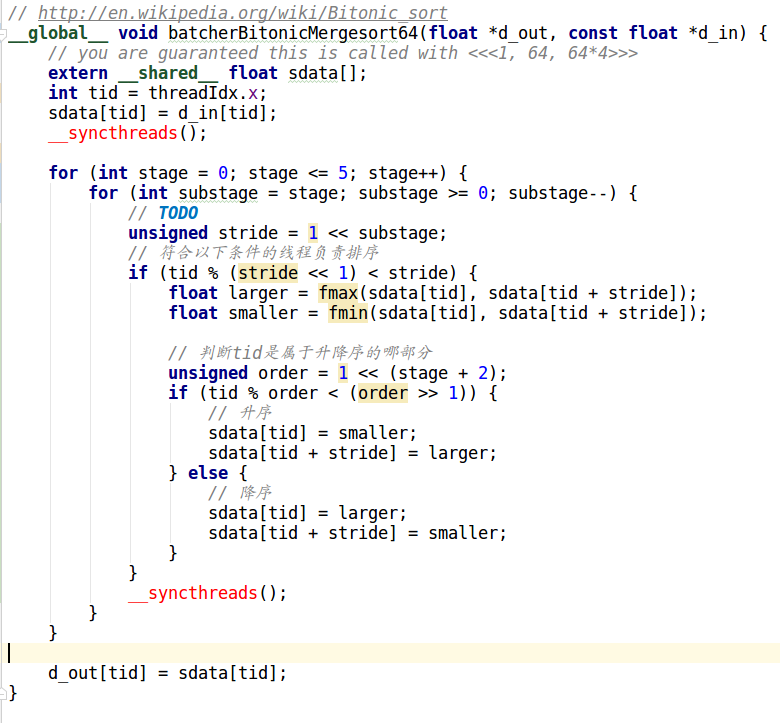 // http://en.wikipedia.org/wiki/Bitonic_sort
__global__ void batcherBitonicMergesort64(float *d_out, const float *d_in) {
    // you are guaranteed this is called with <<<1, 64, 64*4>>>
    extern __shared__ float sdata[];
    int tid = threadIdx.x;
    sdata[tid] = d_in[tid];
    __syncthreads();

    for (int stage = 0; stage <= 5; stage++) {
        for (int substage = stage; substage >= 0; substage--) {
            // TODO
            unsigned stride = 1 << substage;
            // 符合以下条件的线程负责排序
            if (tid % (stride << 1) < stride) {
                float larger = fmax(sdata[tid], sdata[tid + stride]);
                float smaller = fmin(sdata[tid], sdata[tid + stride]);

                // 判断tid是属于升降序的哪部分
                unsigned order = 1 << (stage + 2);
                if (tid % order < (order >> 1)) {
                    // 升序
                    sdata[tid] = smaller;
                    sdata[tid + stride] = larger;
                } else {
                    // 降序
                    sdata[tid] = larger;
                    sdata[tid + stride] = smaller;
                }
            }
            __syncthreads();
        }
    }

    d_out[tid] = sdata[tid];
}